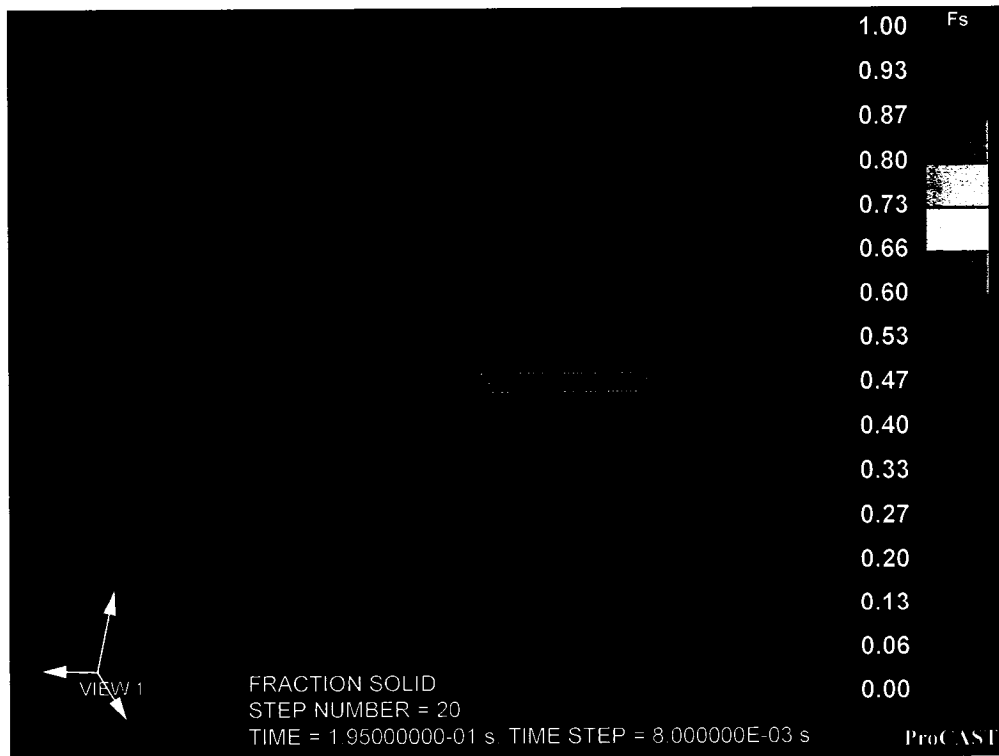 Fs
1.00
0.93
0.87
0.80
0.73
0.66
0.60
0.53
0.47
0.40
0.33
0.27
0.20
0.13
0.06
0.00
VIEW 1
FRACTION SOLID
STEP NUMBER = 20
TIME = 1.95000000-01 s. TIME STEP = 8.000000E-03 s
ProCAST